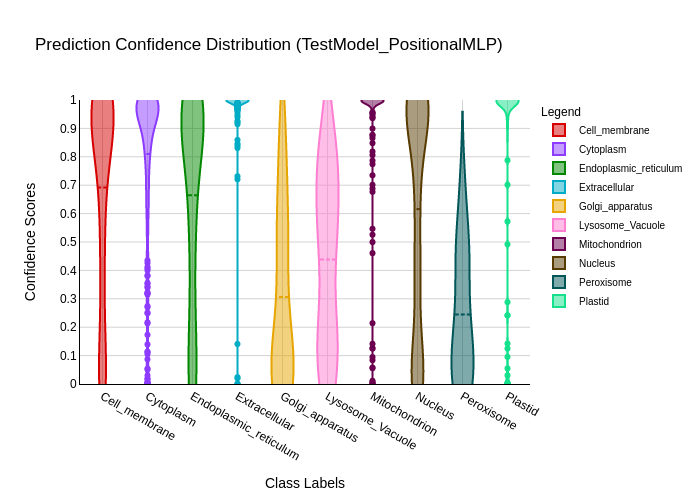 Prediction Confidence Distribution (TestModel_PositionalMLP)
Legend
Cell_membrane
Cytoplasm
Endoplasmic_reticulum
Extracellular
Golgi_apparatus
Lysosome_Vacuole
Mitochondrion
Nucleus
Peroxisome
Plastid
Confidence Scores
1
0.9
0.8
0.7
0.6
0.5
0.4
0.3
0.2
0.1
0
Cell_membrane
Cytoplasm
Endoplasmic_reticulum
Extracellular
Golgi_apparatus
Lysosome_Vacuole
Mitochondrion
Nucleus
Peroxisome
Plastid
Class Labels